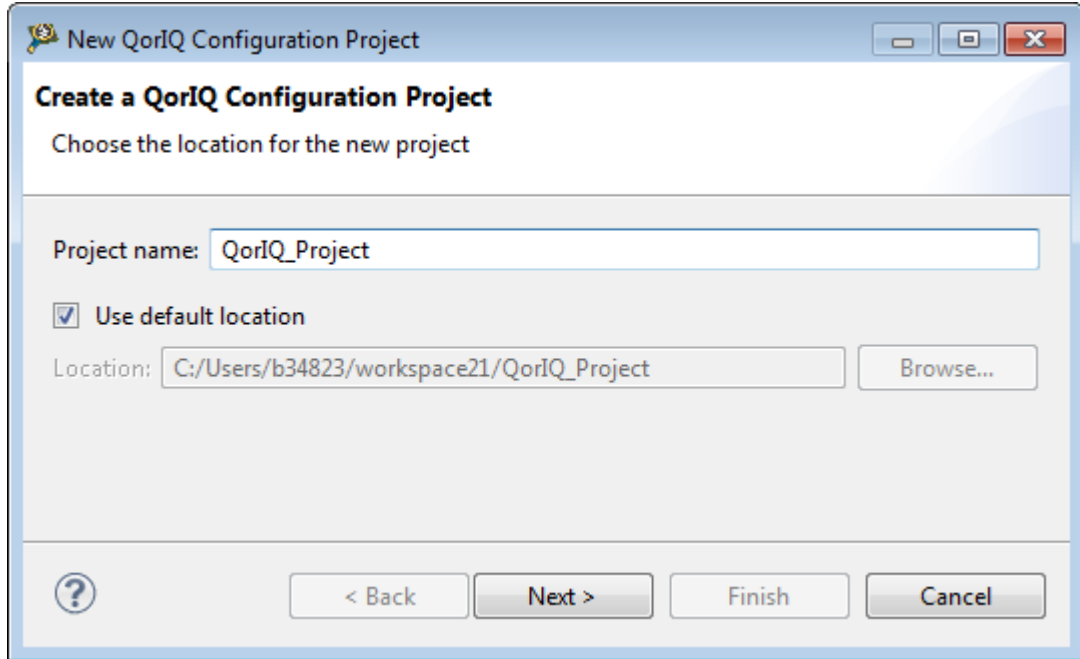 New QorIQ Configuration Project
Create a QorIQ Configuration Project
Choose the location for the new project
Project name: QorIQ_Project
Use default location
Location: C:/Users/b34823/workspace21/QorIQ_Project Browse...
? < Back Next > Finish Cancel